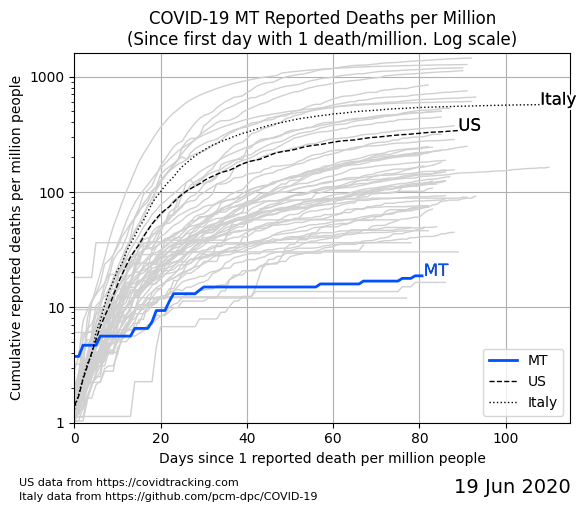 COVID-19 MT Reported Deaths per Million
(Since first day with 1 death/million. Log scale)
Cumulative reported deaths per million people
1000
100
10
1
Italy
US
MT
MT
US
Italy
0
20
40
60
80
100
Days since 1 reported death per million people
US data from https://covidtracking.com
Italy data from https://github.com/pcm-dpc/COVID-19
19 Jun 2020